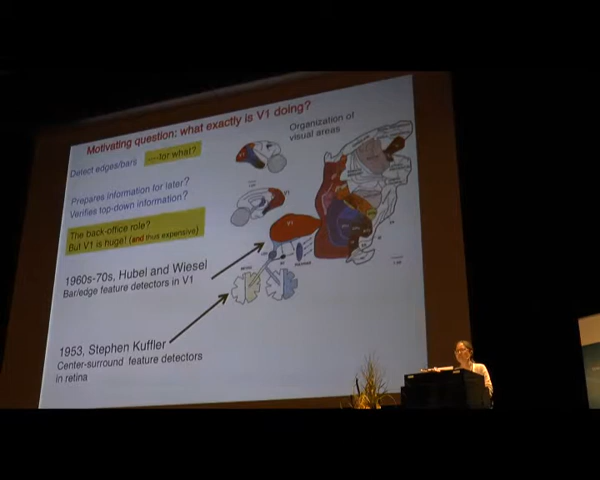 Motivating question: what exactly is V1 doing?
Detect edges/bars ----for what?
Organization of
visual areas
Prepares information for later?
Verifies top-down information?
The back-office role?
But V1 is huge! (and thus expensive)
V1
1960s-70s, Hubel and Wiesel
Bar/edge feature detectors in V1
1953, Stephen Kuffler
Center-surround feature detectors
in retina